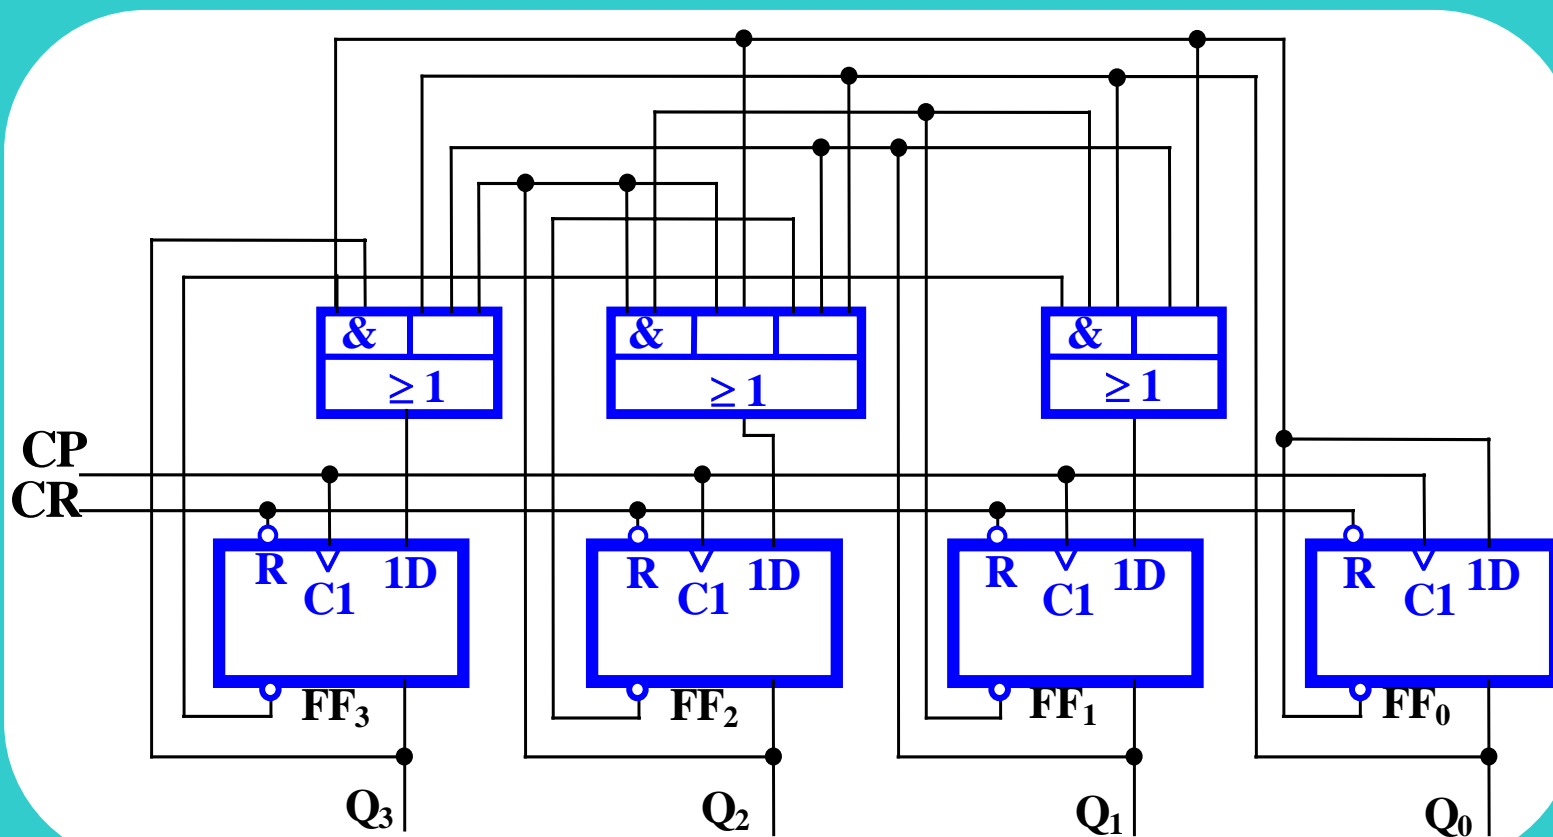 & & &
≥ 1 ≥ 1 ≥ 1
CP
CR
R C1 1D R C1 1D R C1 1D R C1 1D
FF₃ FF₂ FF₁ FF₀
Q₃ Q₂ Q₁ Q₀